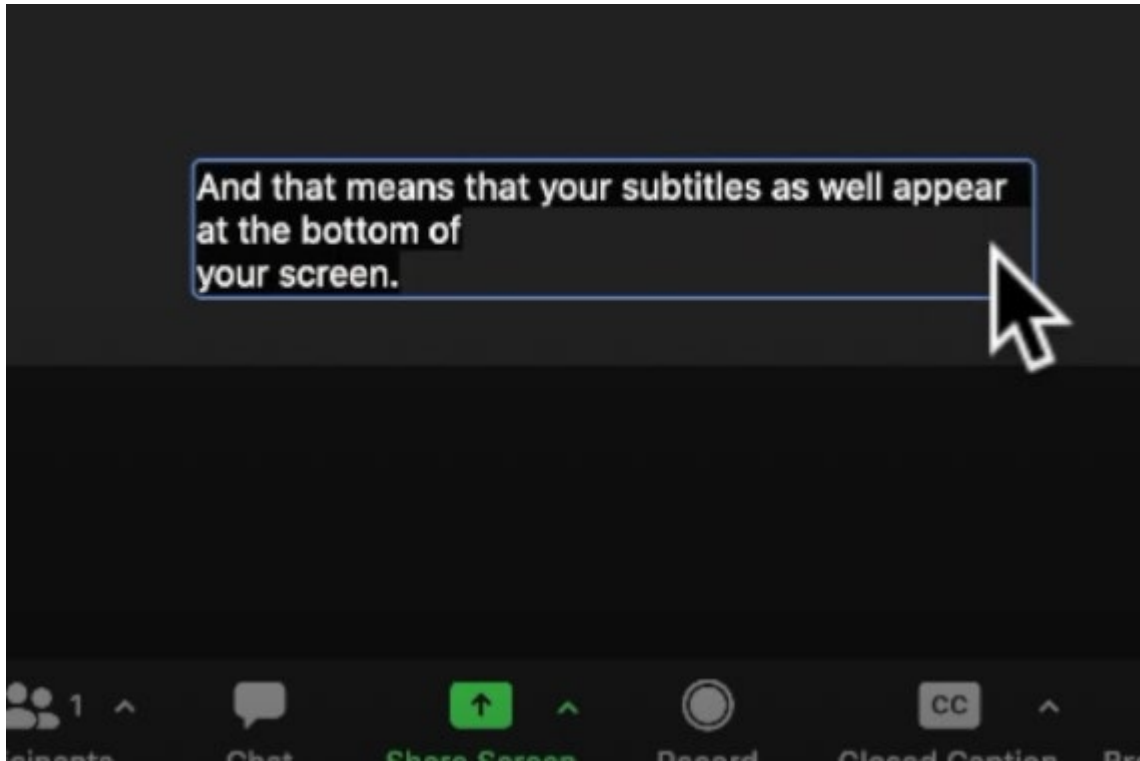 And that means that your subtitles as well appear
at the bottom of
your screen.
1
CC
Chat
Share Screen
Record
Closed Caption